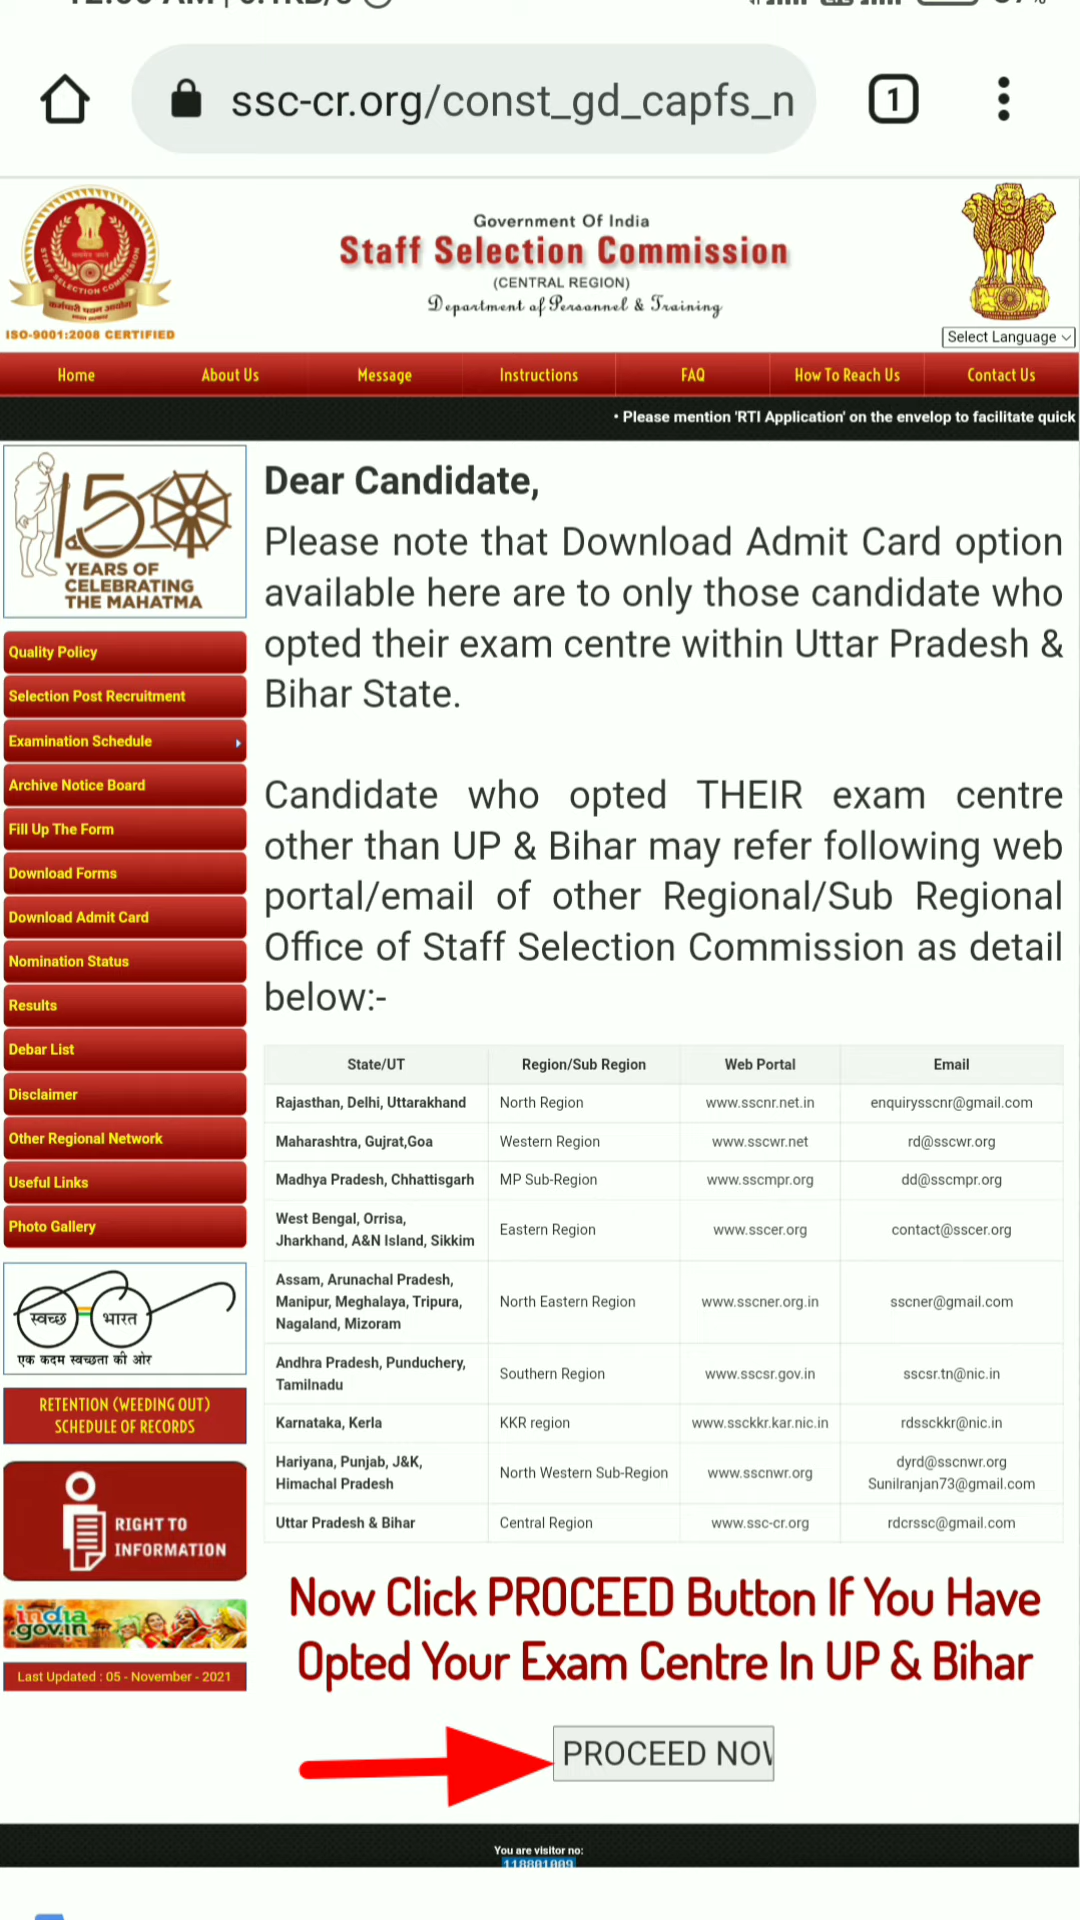 ssc-cr.org/const_gd_capfs_n
1
Government Of India
Staff Selection Commission
(CENTRAL REGION)
Department of Personnel & Training
ISO-9001:2008 CERTIFIED
Select Language
Home About Us Message Instructions FAQ How To Reach Us Contact Us
• Please mention 'RTI Application' on the envelop to facilitate quick
150
YEARS OF
CELEBRATING
THE MAHATMA
Quality Policy
Selection Post Recruitment
Examination Schedule
Archive Notice Board
Fill Up The Form
Download Forms
Download Admit Card
Nomination Status
Results
Debar List
Disclaimer
Other Regional Network
Useful Links
Photo Gallery
स्वच्छ भारत
एक कदम स्वच्छता की ओर
RETENTION (WEEDING OUT)
SCHEDULE OF RECORDS
RIGHT TO
INFORMATION
india
.gov.in
Last Updated : 05 - November - 2021
Dear Candidate,
Please note that Download Admit Card option
available here are to only those candidate who
opted their exam centre within Uttar Pradesh &
Bihar State.
Candidate who opted THEIR exam centre
other than UP & Bihar may refer following web
portal/email of other Regional/Sub Regional
Office of Staff Selection Commission as detail
below:-
State/UT Region/Sub Region Web Portal Email
Rajasthan, Delhi, Uttarakhand North Region www.sscnr.net.in enquirysscnr@gmail.com
Maharashtra, Gujrat,Goa Western Region www.sscwr.net rd@sscwr.org
Madhya Pradesh, Chhattisgarh MP Sub-Region www.sscmpr.org dd@sscmpr.org
West Bengal, Orrisa,
Jharkhand, A&N Island, Sikkim Eastern Region www.sscer.org contact@sscer.org
Assam, Arunachal Pradesh,
Manipur, Meghalaya, Tripura, North Eastern Region www.sscner.org.in sscner@gmail.com
Nagaland, Mizoram
Andhra Pradesh, Punduchery,
Tamilnadu Southern Region www.sscsr.gov.in sscsr.tn@nic.in
Karnataka, Kerla KKR region www.ssckkr.kar.nic.in rdssckkr@nic.in
Hariyana, Punjab, J&K,
Himachal Pradesh North Western Sub-Region www.sscnwr.org dyrd@sscnwr.org
Sunilranjan73@gmail.com
Uttar Pradesh & Bihar Central Region www.ssc-cr.org rdcrssc@gmail.com
Now Click PROCEED Button If You Have
Opted Your Exam Centre In UP & Bihar
PROCEED NOW
You are visitor no: